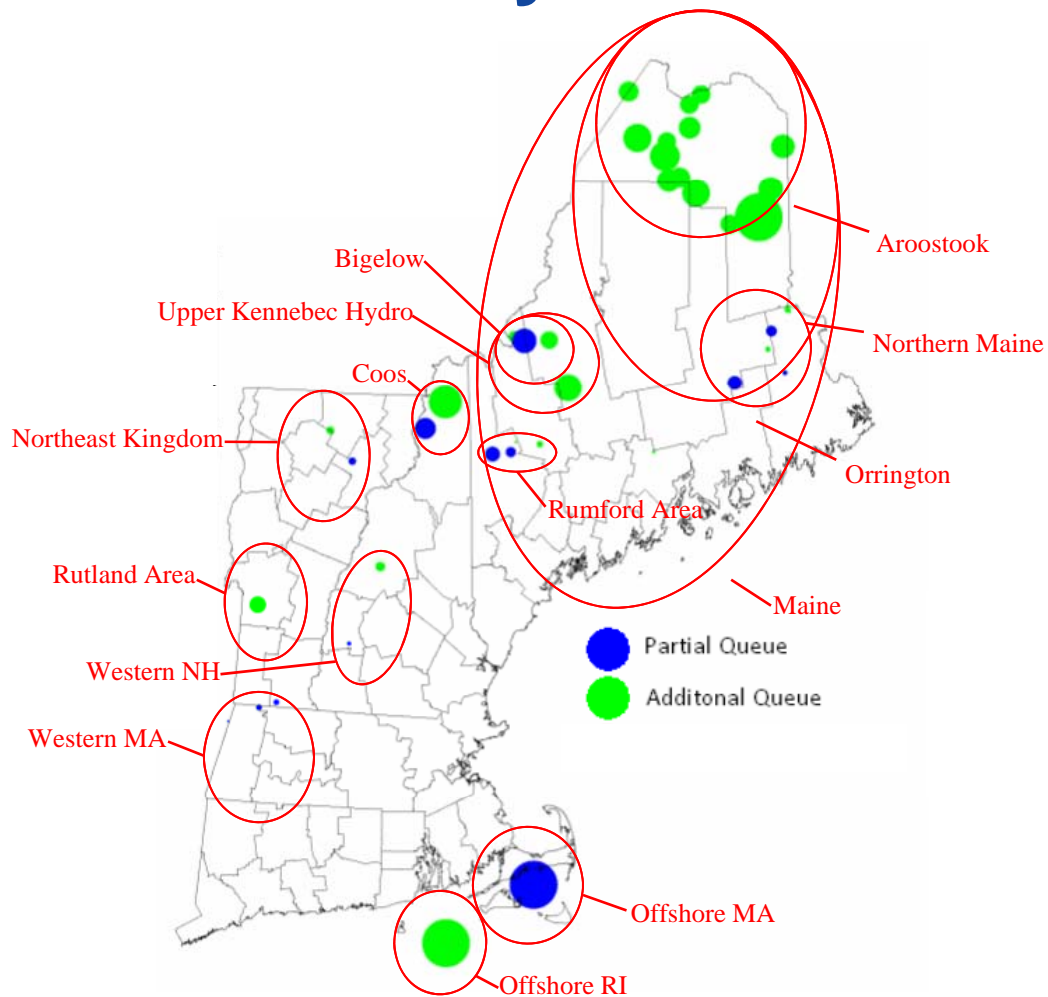 Aroostook
Bigelow
Upper Kennebec Hydro
Northern Maine
Coos
Northeast Kingdom
Orrington
Rumford Area
Rutland Area
Maine
Partial Queue
Western NH
Additonal Queue
Western MA
Offshore MA
Offshore RI